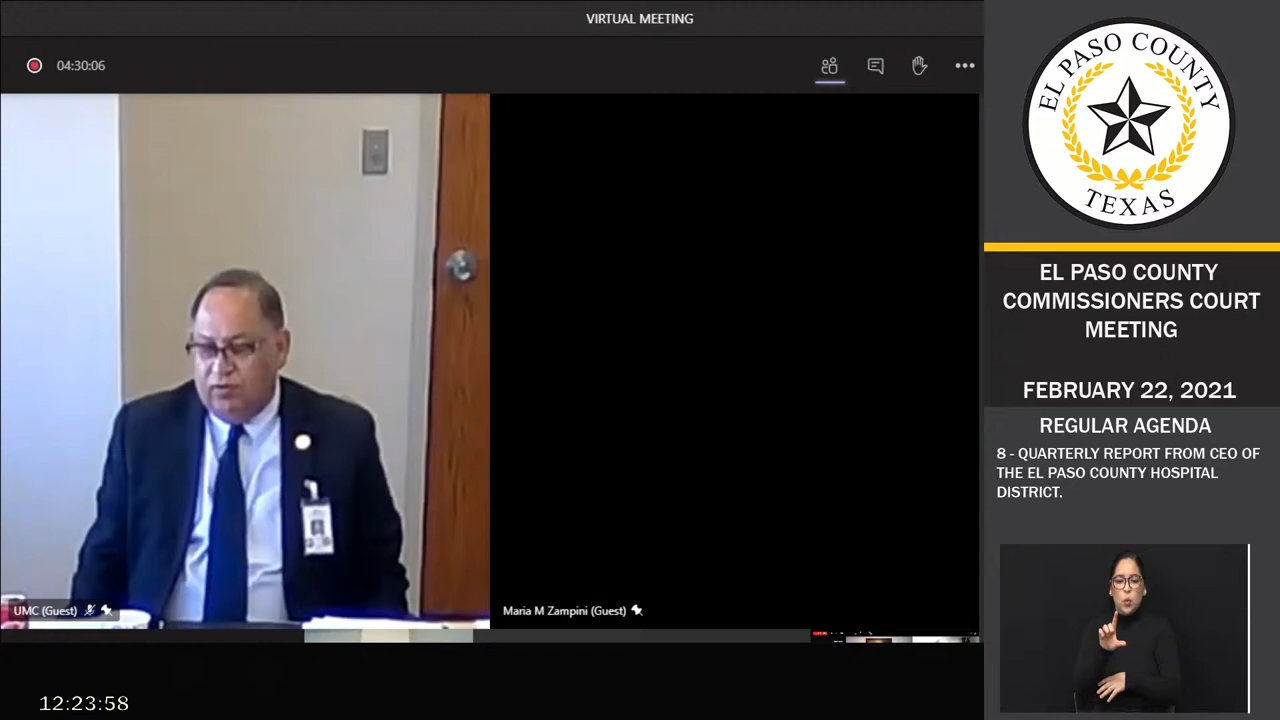 VIRTUAL MEETING
04:30:06
UMC (Guest)
Maria M Zampini (Guest)
12:23:58
EL PASO COUNTY
TEXAS
EL PASO COUNTY
COMMISSIONERS COURT
MEETING
FEBRUARY 22, 2021
REGULAR AGENDA
8 - QUARTERLY REPORT FROM CEO OF
THE EL PASO COUNTY HOSPITAL
DISTRICT.